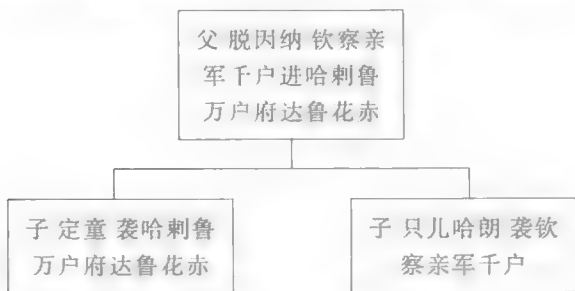 父 脱因纳 钦察亲
军千户进哈剌鲁
万户府达鲁花赤
子 定童 袭哈剌鲁
万户府达鲁花赤
子 只儿哈朗 袭钦
察亲军千户